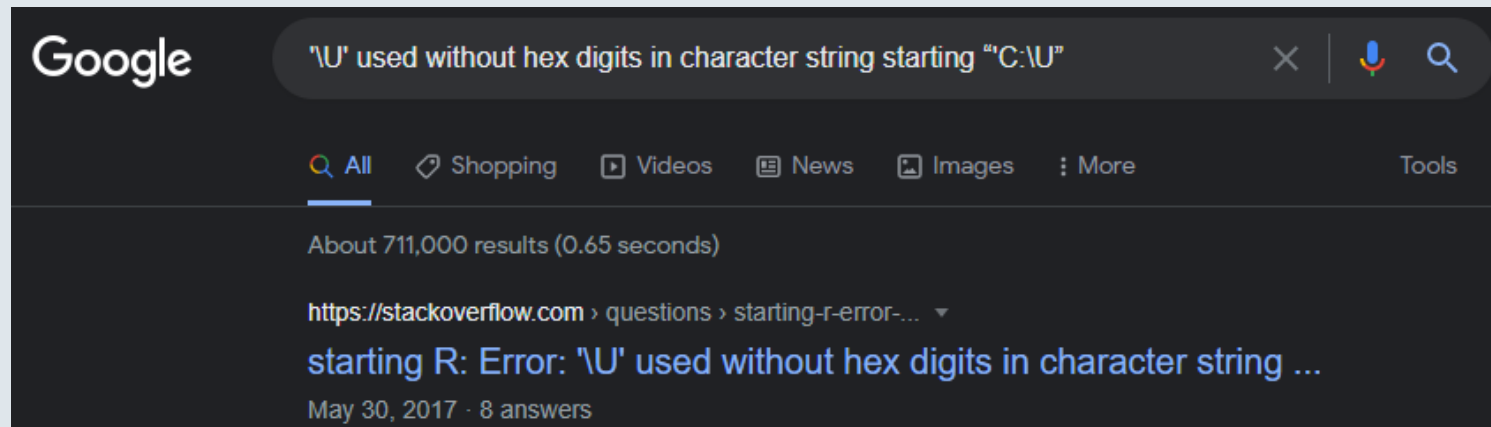 Google
'\U' used without hex digits in character string starting “'C:\U”
All Shopping Videos News Images More Tools
About 711,000 results (0.65 seconds)
https://stackoverflow.com › questions › starting-r-error-...
starting R: Error: '\U' used without hex digits in character string ...
May 30, 2017 · 8 answers